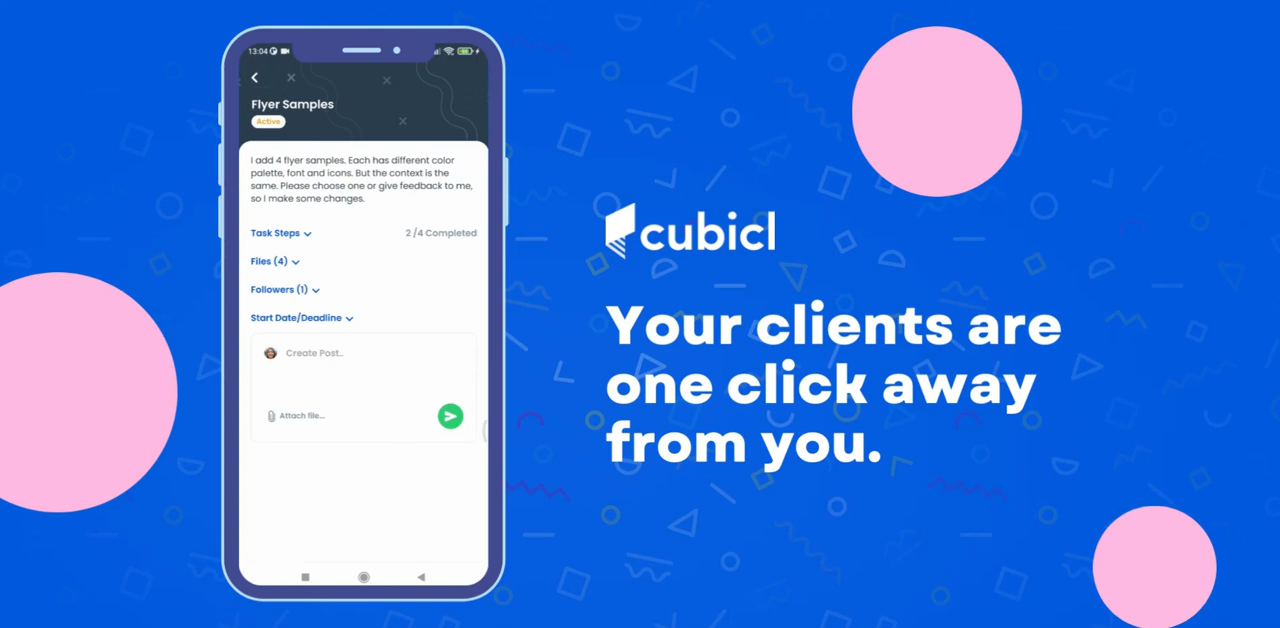 13:04
Flyer Samples
Active
I add 4 flyer samples. Each has different color
palette, font and icons. But the context is the
same. Please choose one or give feedback to me,
so I make some changes.
Task Steps
2 /4 Completed
Files (4)
Followers (1)
Start Date/Deadline
Create Post..
Attach file...
cubicl
Your clients are
one click away
from you.